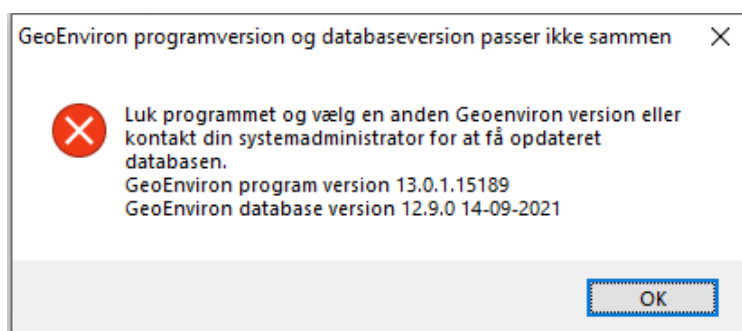 GeoEnviron programversion og databaseversion passer ikke sammen
Luk programmet og vælg en anden Geoenviron version eller
kontakt din systemadministrator for at få opdateret
databasen.
GeoEnviron program version 13.0.1.15189
GeoEnviron database version 12.9.0 14-09-2021
OK